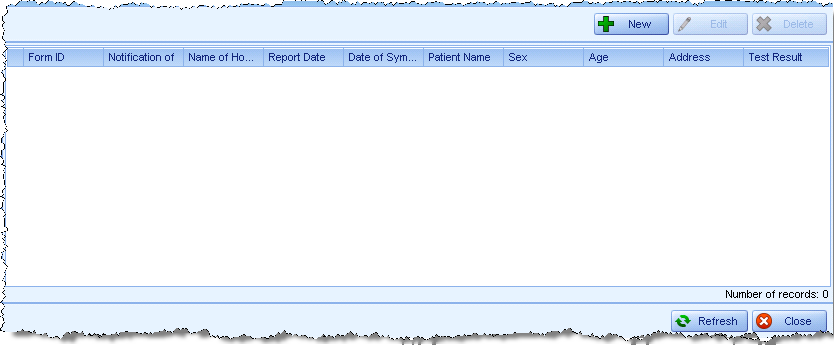 New Edit Delete
Form ID Notification of Name of Ho... Report Date Date of Sym... Patient Name Sex Age Address Test Result
Number of records: 0
Refresh Close